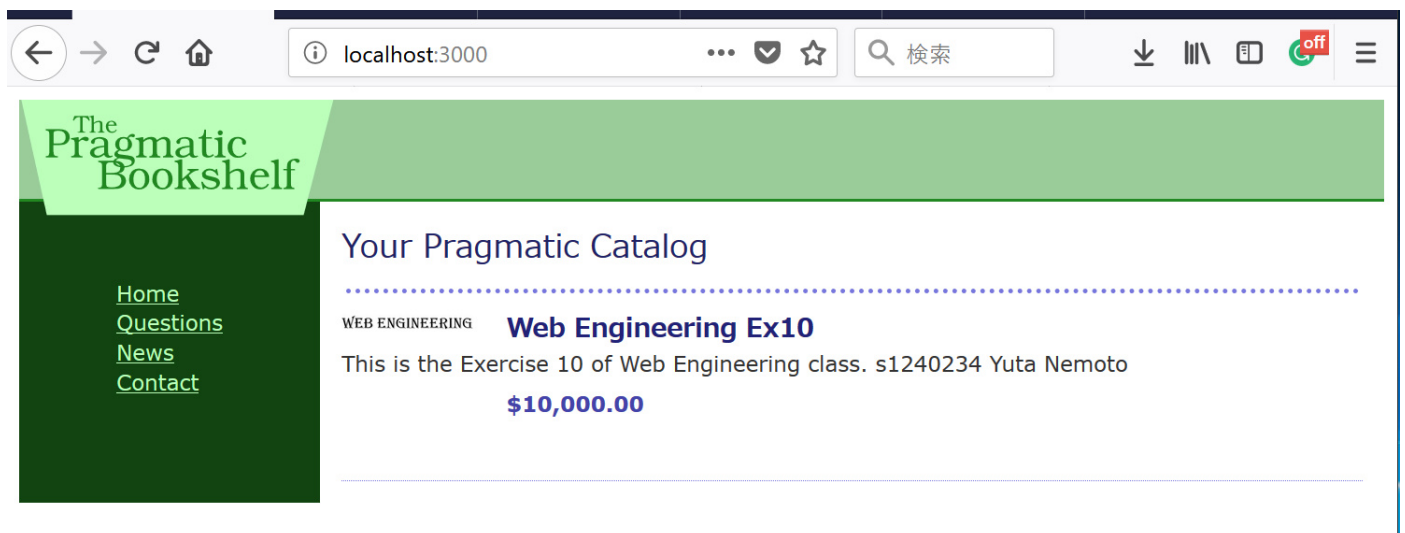 localhost:3000
検索
off
The
Pragmatic
Bookshelf
Your Pragmatic Catalog
Home
Questions
News
Contact
WEB ENGINEERING
Web Engineering Ex10
This is the Exercise 10 of Web Engineering class. s1240234 Yuta Nemoto
$10,000.00